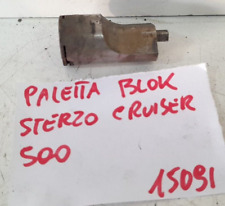 PALETTA BLOK
STERZO CRUISER
500
15091